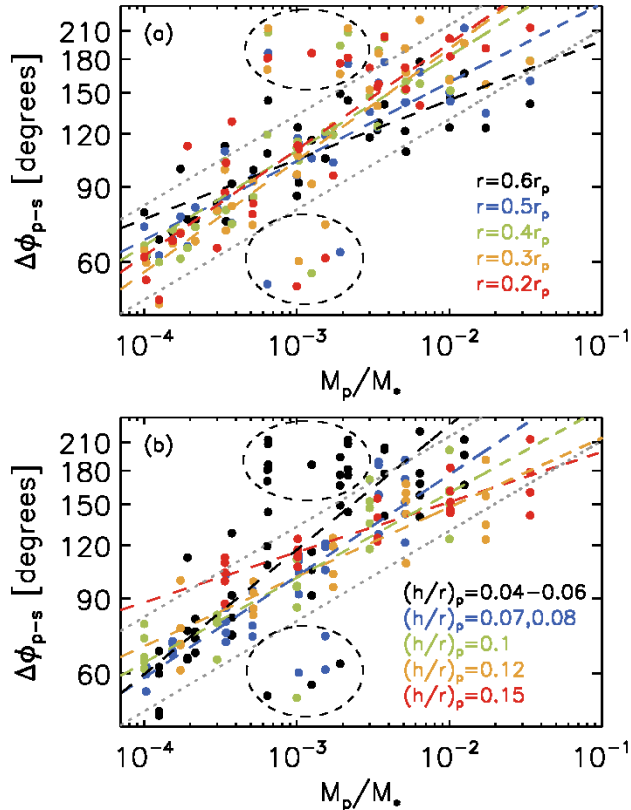 (a)
210
180
150
120
90
60
Δϕp−s [degrees]
r=0.6rp
r=0.5rp
r=0.4rp
r=0.3rp
r=0.2rp
10−4
10−3
10−2
10−1
Mp/M*
(b)
210
180
150
120
90
60
Δϕp−s [degrees]
(h/r)p=0.04−0.06
(h/r)p=0.07,0.08
(h/r)p=0.1
(h/r)p=0.12
(h/r)p=0.15
10−4
10−3
10−2
10−1
Mp/M*